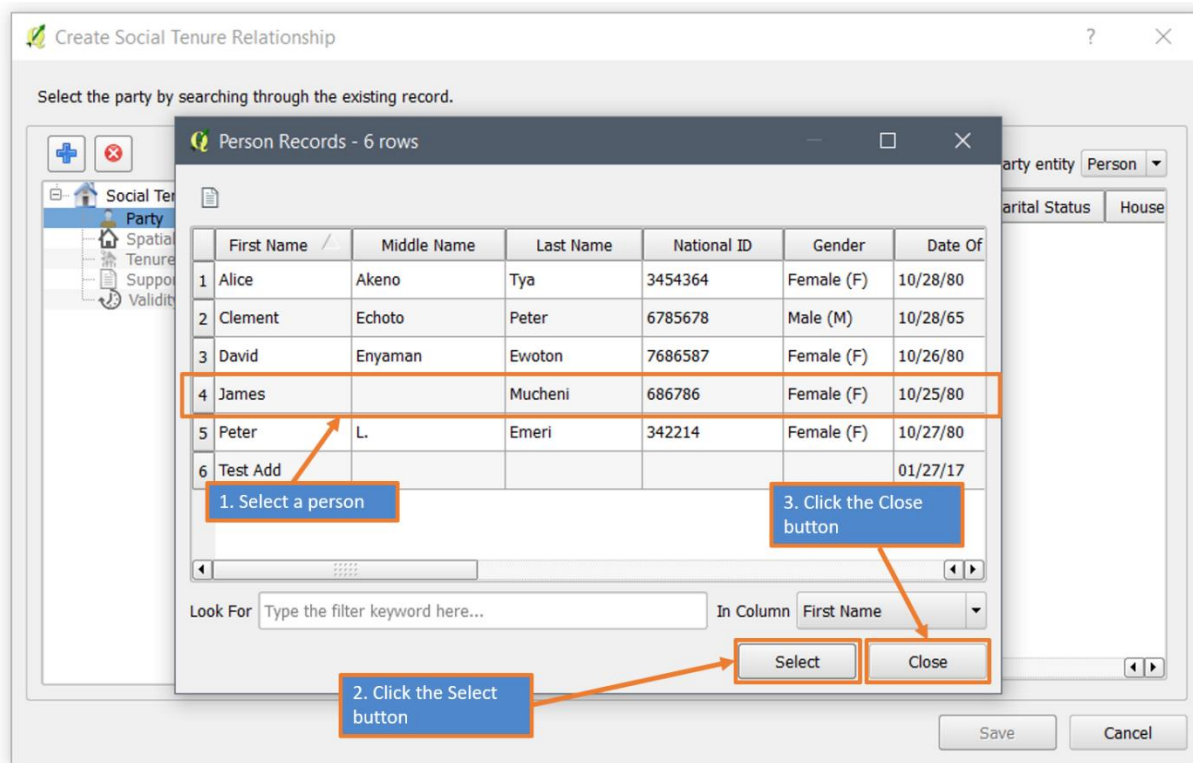 Create Social Tenure Relationship ?
Select the party by searching through the existing record.
Person Records - 6 rows
arty entity Person
Social Ter
Party
Spatial
Tenure
Suppor
Validit
arital Status House
First Name Middle Name Last Name National ID Gender Date Of
1 Alice Akeno Tya 3454364 Female (F) 10/28/80
2 Clement Echoto Peter 6785678 Male (M) 10/28/65
3 David Enyaman Ewoton 7686587 Female (F) 10/26/80
4 James Mucheni 686786 Female (F) 10/25/80
5 Peter L. Emeri 342214 Female (F) 10/27/80
6 Test Add 01/27/17
1. Select a person
3. Click the Close
button
Look For Type the filter keyword here... In Column First Name
Select Close
2. Click the Select
button
Save Cancel